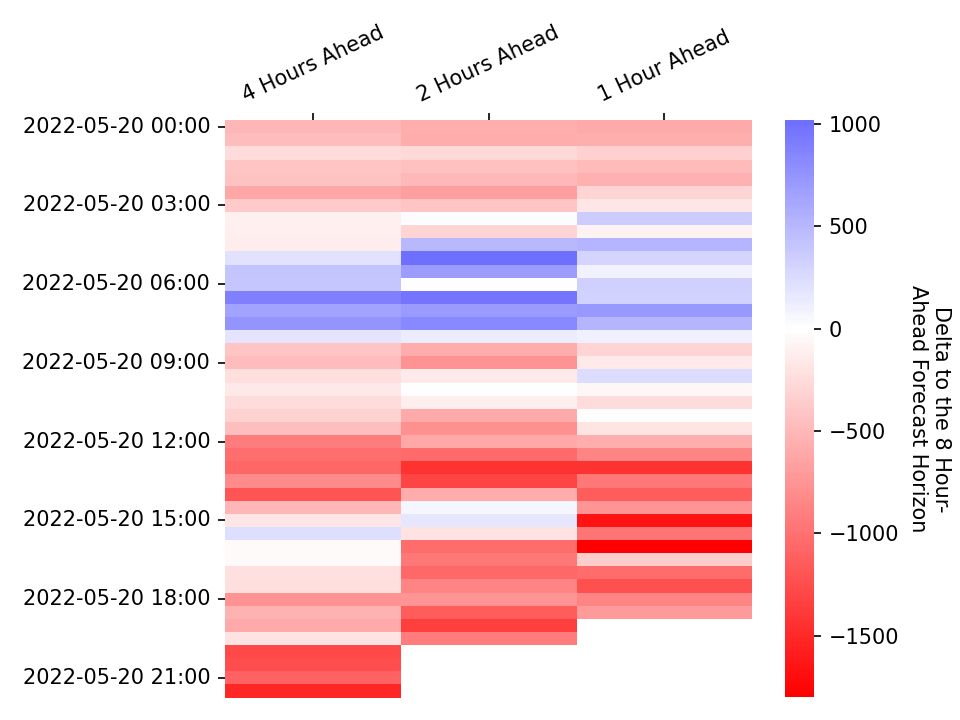 4 Hours Ahead
2 Hours Ahead
1 Hour Ahead
2022-05-20 00:00
2022-05-20 03:00
2022-05-20 06:00
2022-05-20 09:00
2022-05-20 12:00
2022-05-20 15:00
2022-05-20 18:00
2022-05-20 21:00
1000
500
0
−500
−1000
−1500
Delta to the 8 Hour-
Ahead Forecast Horizon